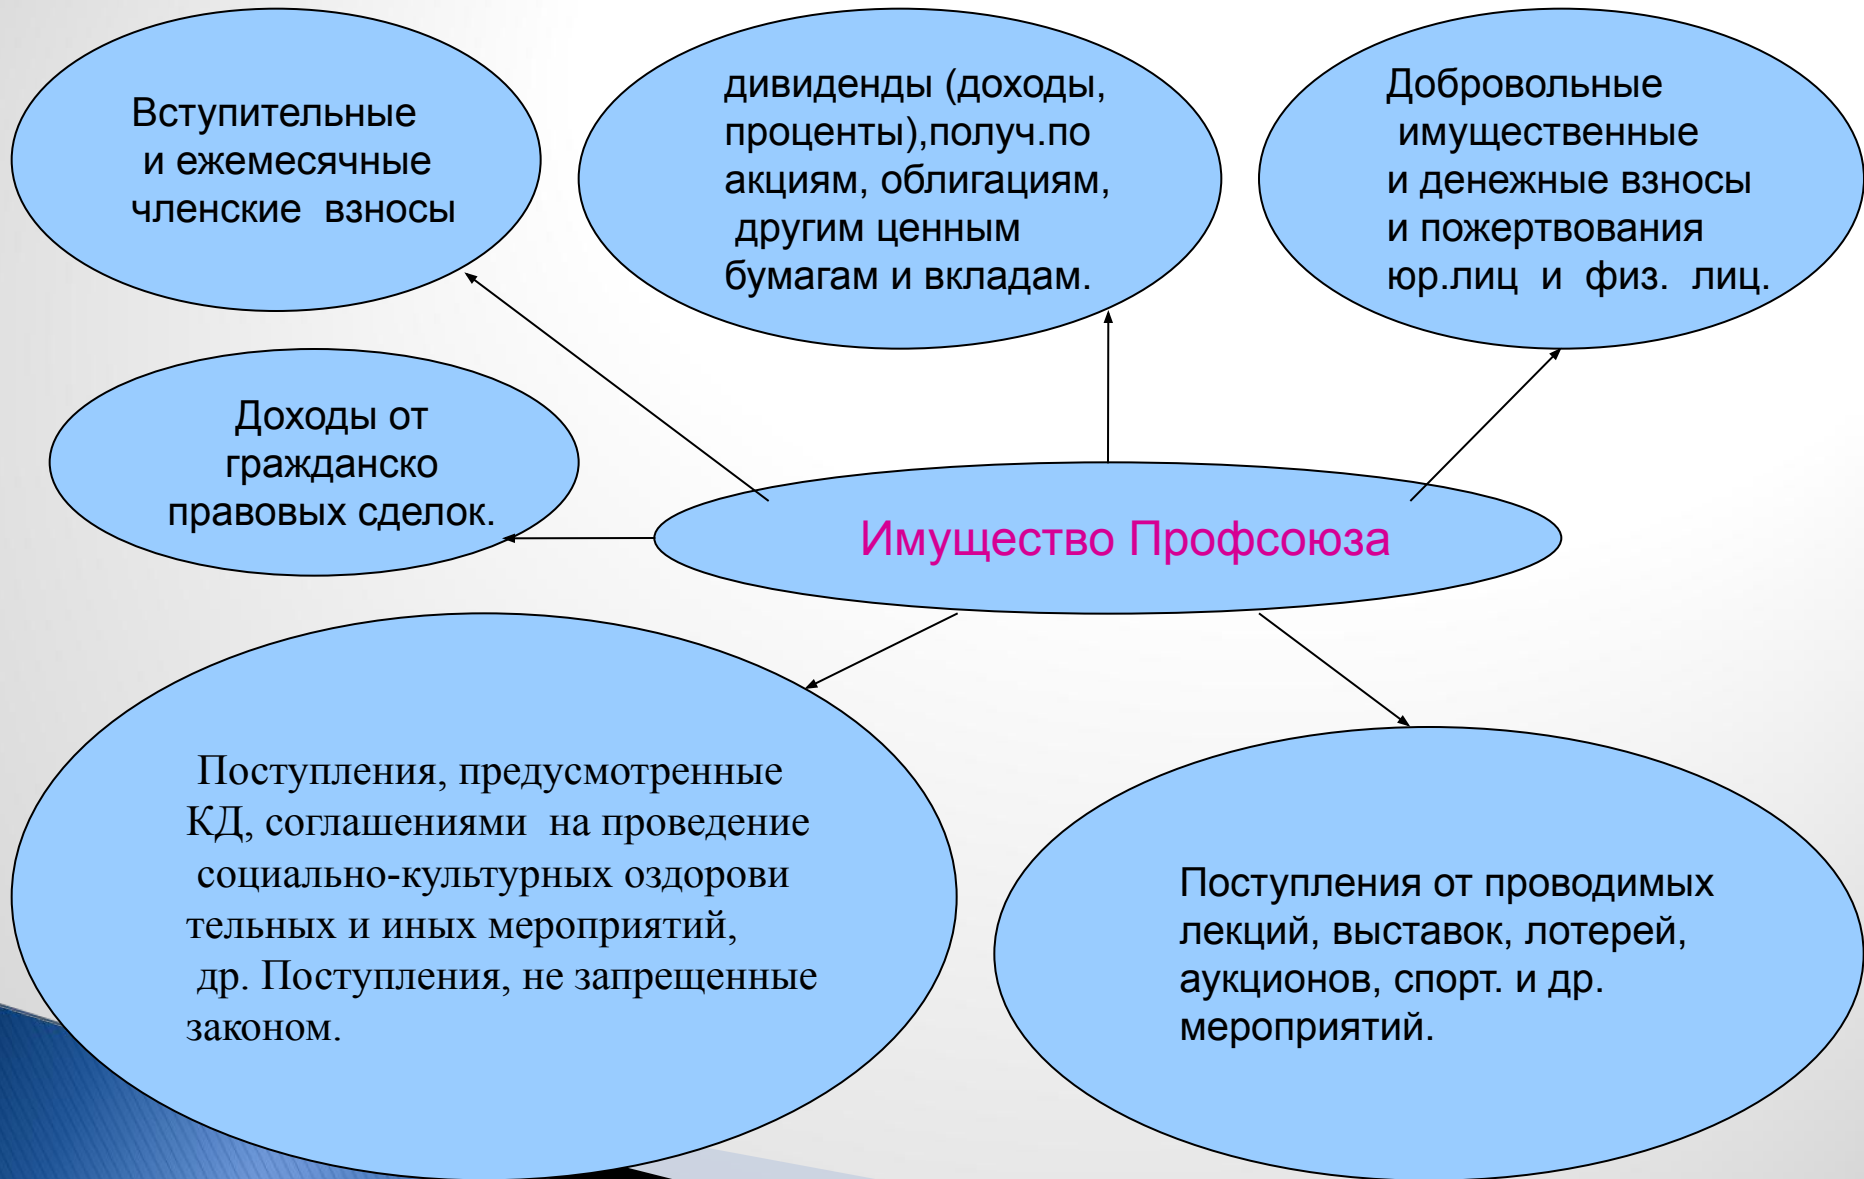 Вступительные
и ежемесячные
членские взносы
дивиденды (доходы,
проценты),получ.по
акциям, облигациям,
другим ценным
бумагам и вкладам.
Добровольные
имущественные
и денежные взносы
и пожертвования
юр.лиц и физ. лиц.
Доходы от
гражданско
правовых сделок.
Имущество Профсоюза
Поступления, предусмотренные
КД, соглашениями на проведение
социально-культурных оздорови
тельных и иных мероприятий,
др. Поступления, не запрещенные
законом.
Поступления от проводимых
лекций, выставок, лотерей,
аукционов, спорт. и др.
мероприятий.